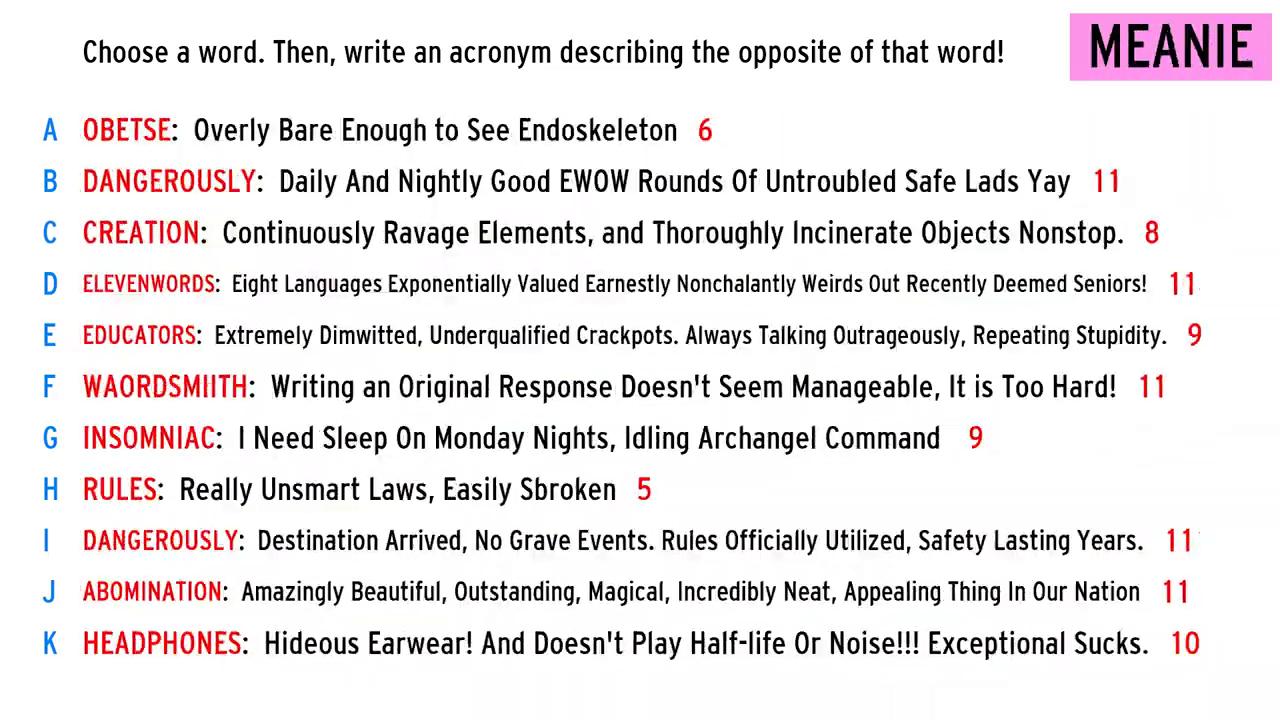 Choose a word. Then, write an acronym describing the opposite of that word!
MEANIE
A OBETSE: Overly Bare Enough to See Endoskeleton 6
B DANGEROUSLY: Daily And Nightly Good EWOW Rounds Of Untroubled Safe Lads Yay 11
C CREATION: Continuously Ravage Elements, and Thoroughly Incinerate Objects Nonstop. 8
D ELEVENWORDS: Eight Languages Exponentially Valued Earnestly Nonchalantly Weirds Out Recently Deemed Seniors! 11
E EDUCATORS: Extremely Dimwitted, Underqualified Crackpots. Always Talking Outrageously, Repeating Stupidity. 9
F WAORDSMIITH: Writing an Original Response Doesn't Seem Manageable, It is Too Hard! 11
G INSOMNIAC: I Need Sleep On Monday Nights, Idling Archangel Command 9
H RULES: Really Unsmart Laws, Easily Sbroken 5
I DANGEROUSLY: Destination Arrived, No Grave Events. Rules Officially Utilized, Safety Lasting Years. 11
J ABOMINATION: Amazingly Beautiful, Outstanding, Magical, Incredibly Neat, Appealing Thing In Our Nation 11
K HEADPHONES: Hideous Earwear! And Doesn't Play Half-life Or Noise!!! Exceptional Sucks. 10